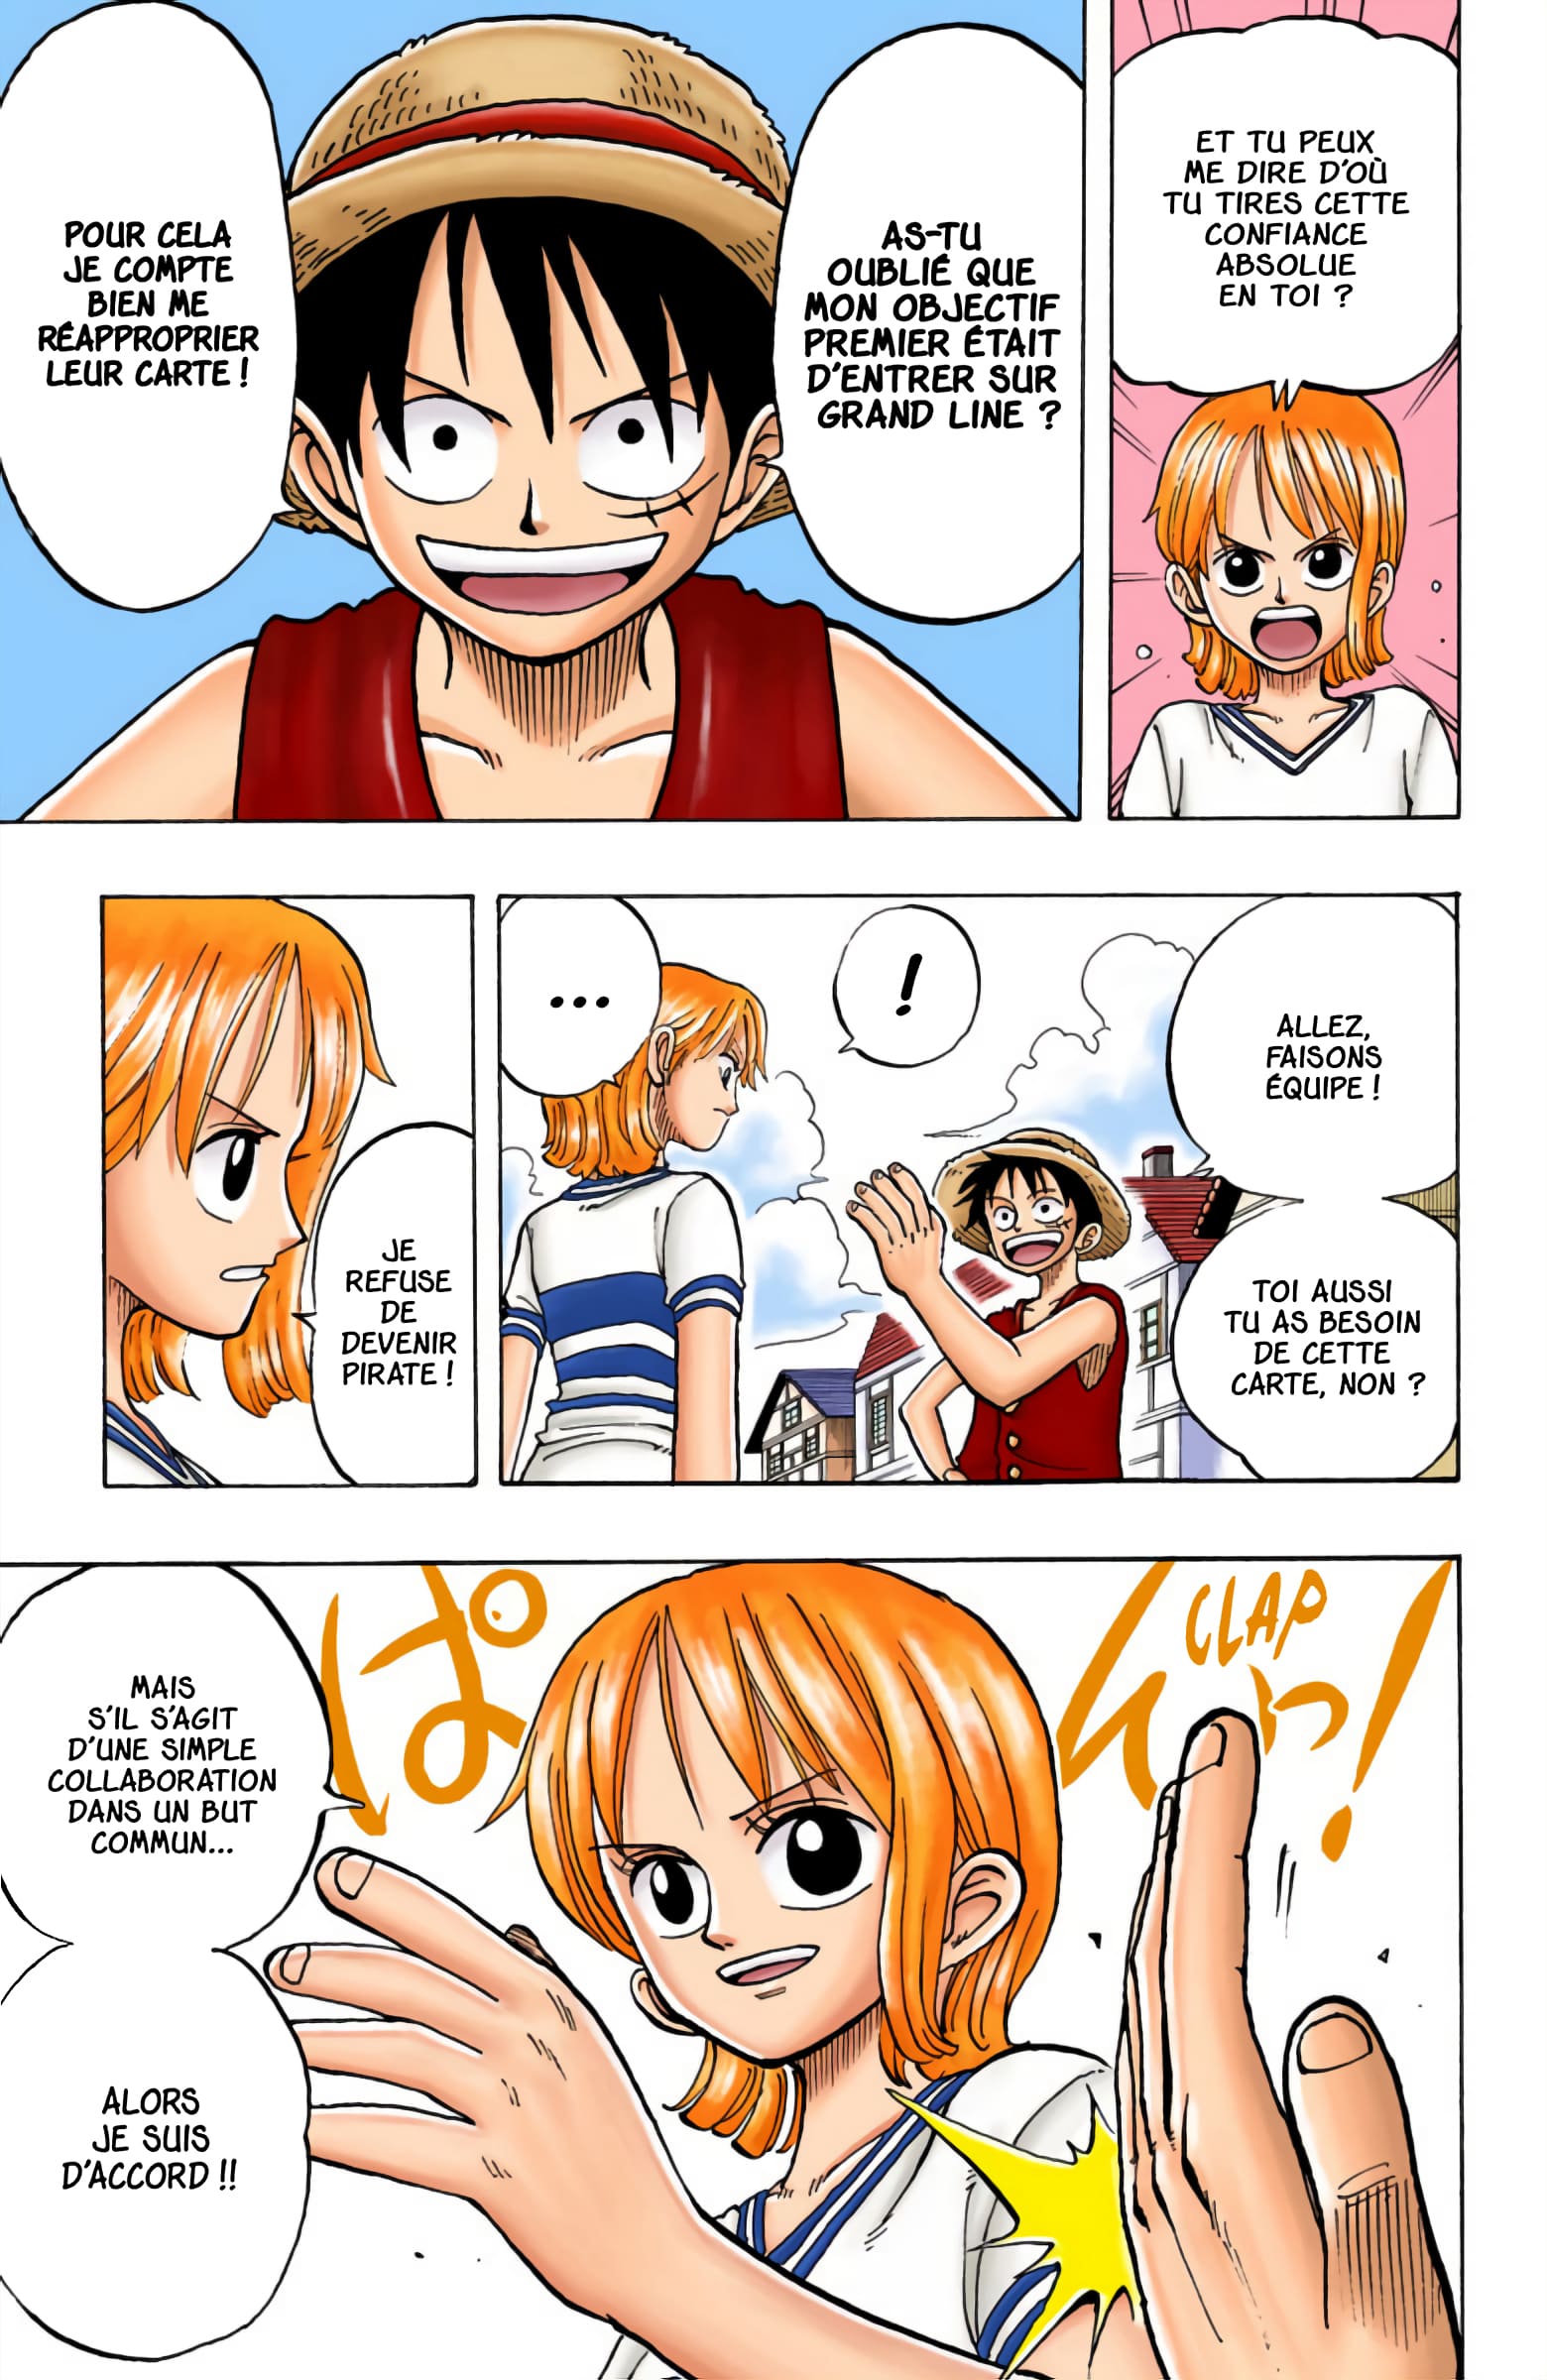 ET TU PEUX
ME DIRE D'OÙ
TU TIRES CETTE
CONFIANCE
ABSOLUE
EN TOI ?
AS-TU
OUBLIÉ QUE
MON OBJECTIF
PREMIER ÉTAIT
D'ENTRER SUR
GRAND LINE ?
POUR CELA
JE COMPTE
BIEN ME
RÉAPPROPRIER
LEUR CARTE !
ALLEZ,
FAISONS
ÉQUIPE !
TOI AUSSI
TU AS BESOIN
DE CETTE
CARTE, NON ?
!
...
JE
REFUSE
DE
DEVENIR
PIRATE !
CLAP
ぱんっ!
MAIS
S'IL S'AGIT
D'UNE SIMPLE
COLLABORATION
DANS UN BUT
COMMUN...
ALORS
JE SUIS
D'ACCORD !!